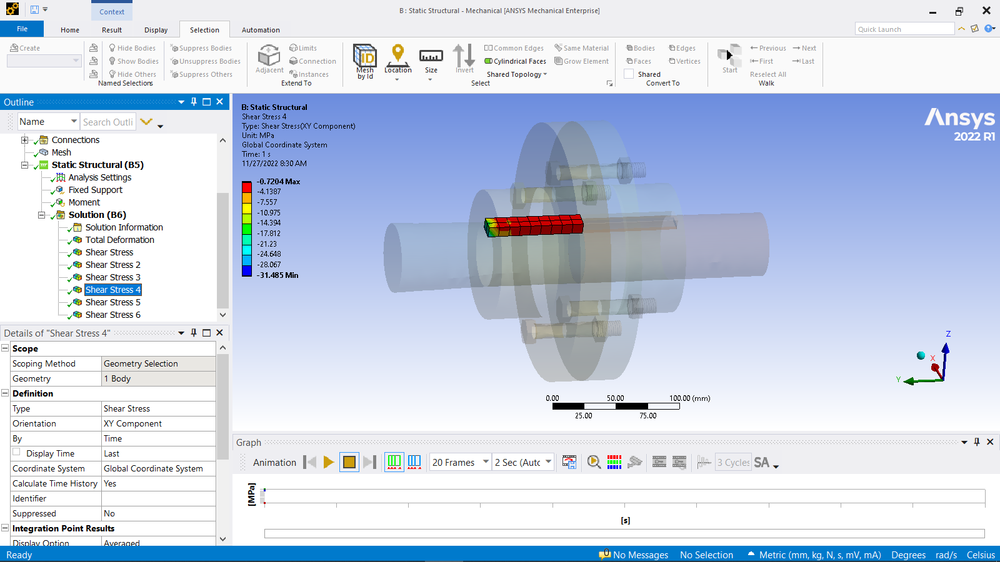 B : Static Structural - Mechanical [ANSYS Mechanical Enterprise]
Context
File
Home
Result
Display
Selection
Automation
Quick Launch
Create
Hide Bodies
Show Bodies
Hide Others
Suppress Bodies
Unsuppress Bodies
Suppress Others
Named Selections
Adjacent
Limits
Connection
Instances
Extend To
Mesh by Id
Location
Size
Invert
Common Edges
Cylindrical Faces
Shared Topology
Same Material
Grow Element
Select
Bodies
Edges
Faces
Vertices
Shared
Convert To
Start
Previous
Next
First
Last
Reselect All
Walk
Outline
Name
Search Outli
Connections
Mesh
Static Structural (B5)
Analysis Settings
Fixed Support
Moment
Solution (B6)
Solution Information
Total Deformation
Shear Stress
Shear Stress 2
Shear Stress 3
Shear Stress 4
Shear Stress 5
Shear Stress 6
Details of "Shear Stress 4"
Scope
Scoping Method Geometry Selection
Geometry 1 Body
Definition
Type Shear Stress
Orientation XY Component
By Time
Display Time Last
Coordinate System Global Coordinate System
Calculate Time History Yes
Identifier
Suppressed No
Integration Point Results
Display Option Averaged
B: Static Structural
Shear Stress 4
Type: Shear Stress(XY Component)
Unit: MPa
Global Coordinate System
Time: 1 s
11/27/2022 8:30 AM
-0.7204 Max
-4.1387
-7.557
-10.975
-14.394
-17.812
-21.23
-24.648
-28.067
-31.485 Min
Ansys
2022 R1
Z
X
Y
0.00 50.00 100.00 (mm)
25.00 75.00
Graph
Animation
20 Frames
2 Sec (Autc
3 Cycles
SA
[MPa]
[s]
Ready
No Messages
No Selection
Metric (mm, kg, N, s, mV, mA)
Degrees
rad/s
Celsius